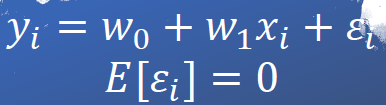 yᵢ = w₀ + w₁xᵢ + εᵢ
E[εᵢ] = 0